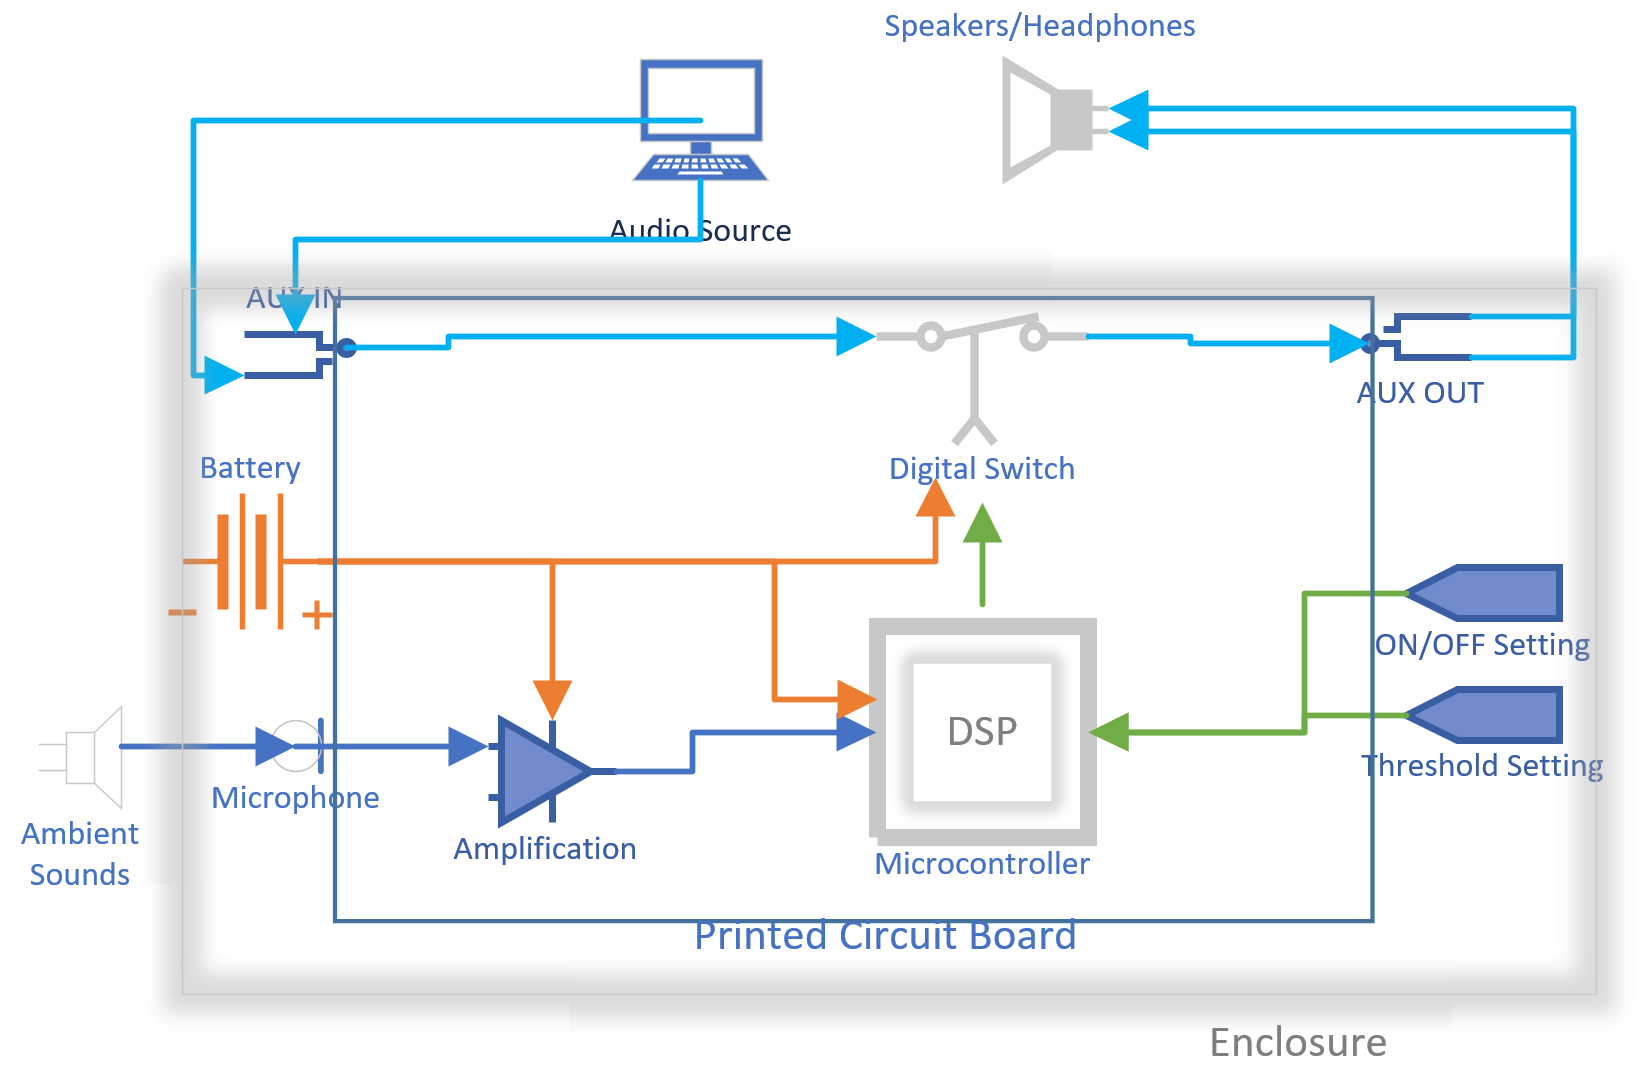 Speakers/Headphones
Audio Source
AUX IN
AUX OUT
Battery
Digital Switch
ON/OFF Setting
DSP
Threshold Setting
Microphone
Ambient
Sounds
Amplification
Microcontroller
Printed Circuit Board
Enclosure